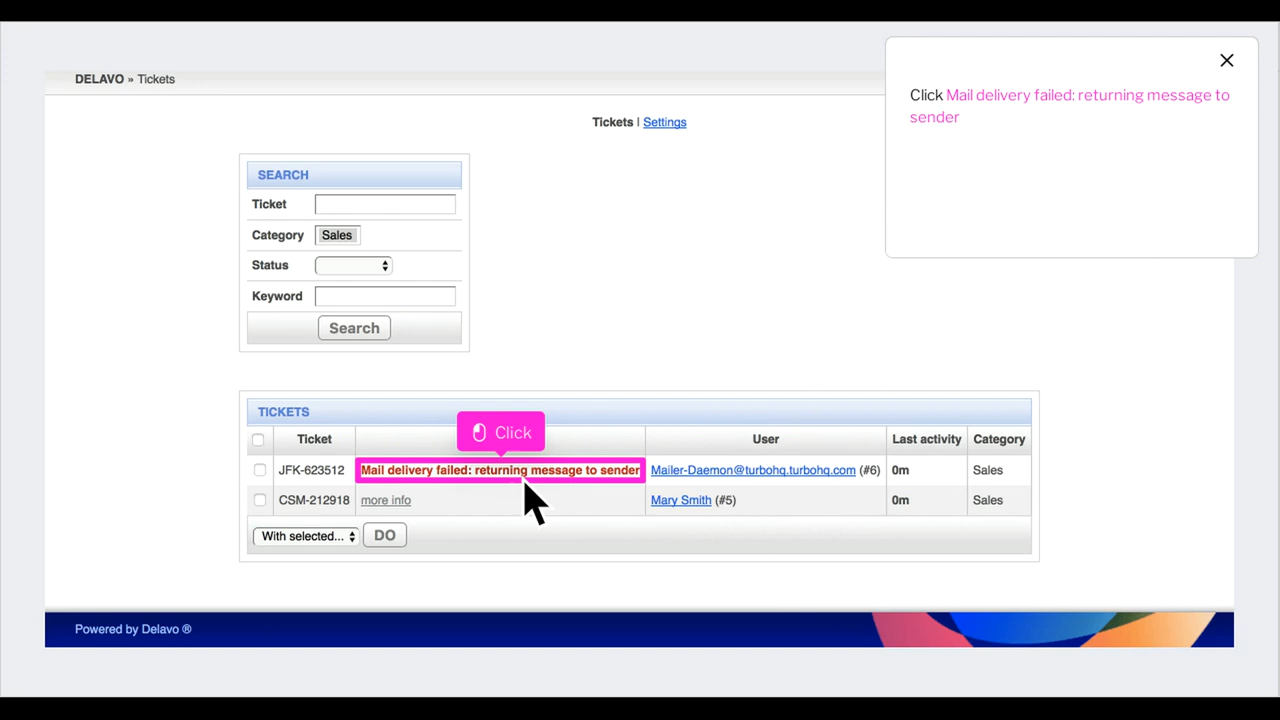 DELAVO » Tickets
Click Mail delivery failed: returning message to
sender
Tickets | Settings
SEARCH
Ticket
Category Sales
Status
Keyword
Search
TICKETS
Click
Ticket User Last activity Category
JFK-623512 Mail delivery failed: returning message to sender Mailer-Daemon@turbohq.turbohq.com (#6) 0m Sales
CSM-212918 more info Mary Smith (#5) 0m Sales
With selected... DO
Powered by Delavo ®